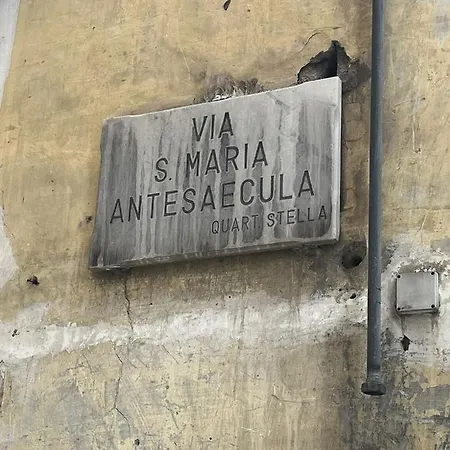 VIA
S. MARIA
ANTESAECULA
QUART. STELLA